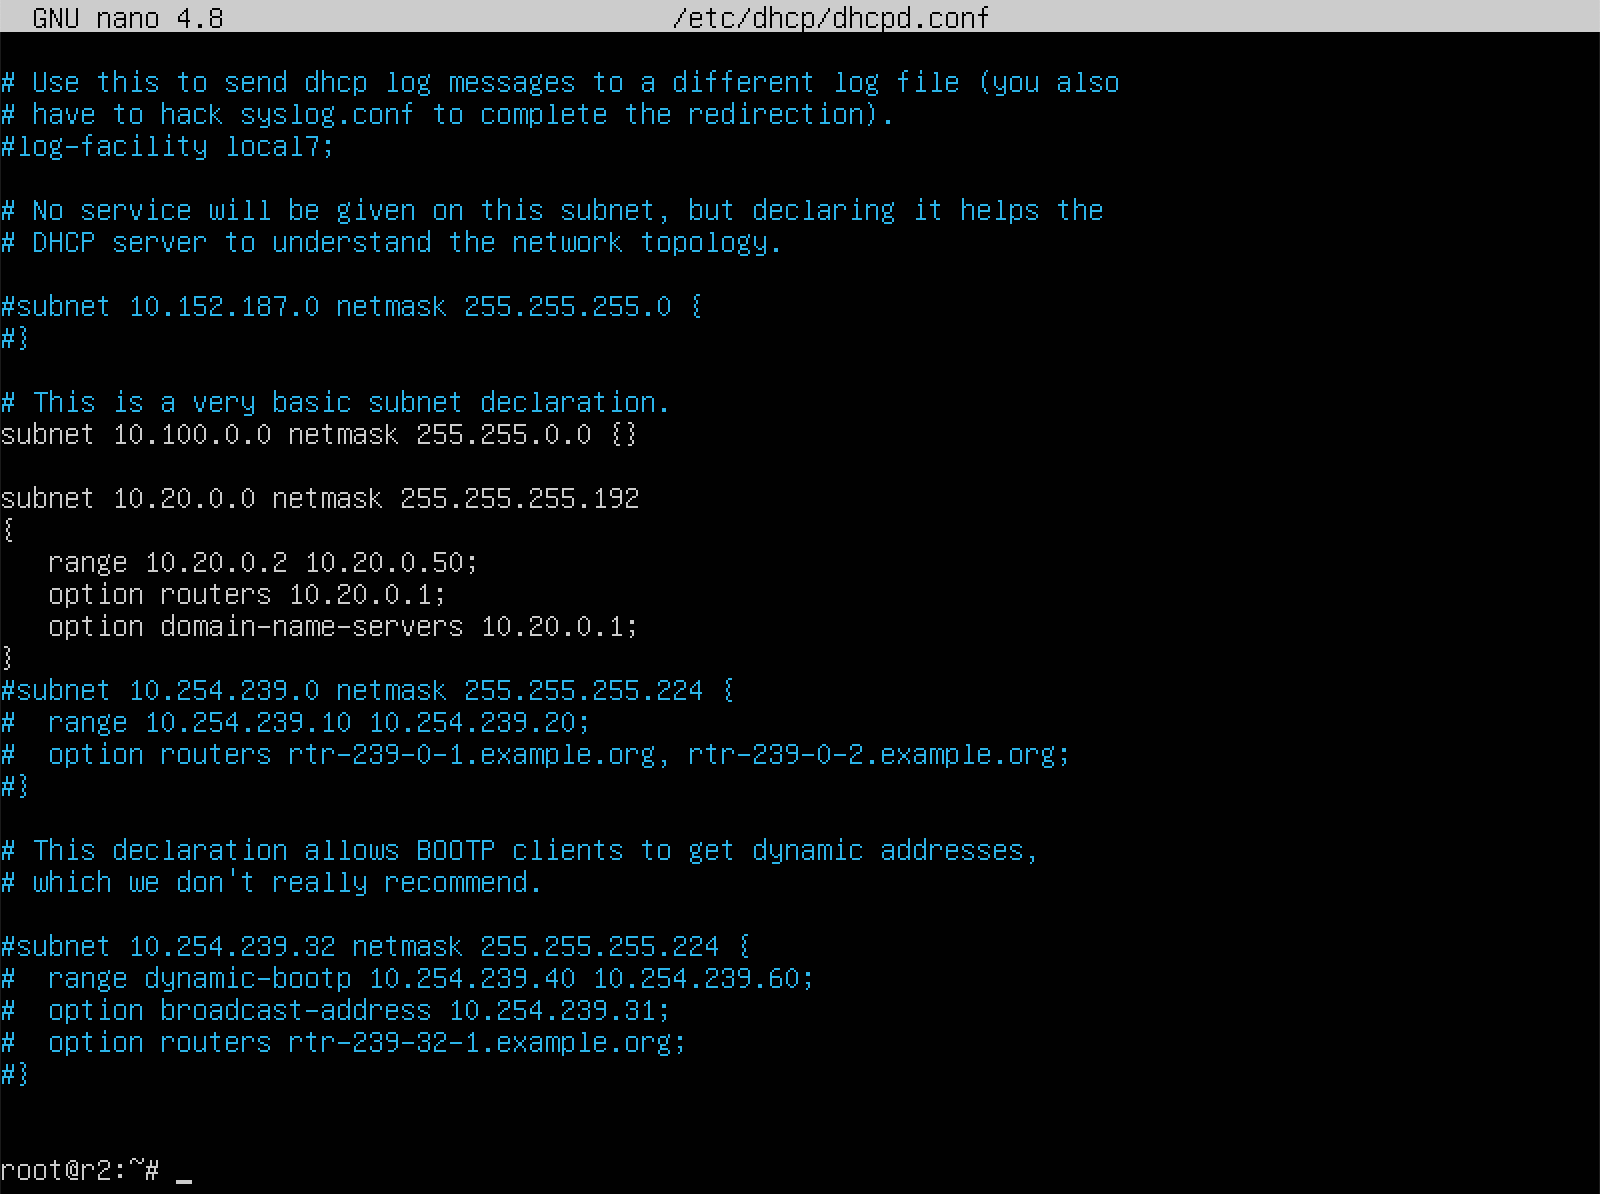 GNU nano 4.8 /etc/dhcp/dhcpd.conf
# Use this to send dhcp log messages to a different log file (you also
# have to hack syslog.conf to complete the redirection).
#log-facility local7;
# No service will be given on this subnet, but declaring it helps the
# DHCP server to understand the network topology.
#subnet 10.152.187.0 netmask 255.255.255.0 {
#}
# This is a very basic subnet declaration.
subnet 10.100.0.0 netmask 255.255.0.0 {}
subnet 10.20.0.0 netmask 255.255.255.192
{
   range 10.20.0.2 10.20.0.50;
   option routers 10.20.0.1;
   option domain-name-servers 10.20.0.1;
}
#subnet 10.254.239.0 netmask 255.255.255.224 {
#  range 10.254.239.10 10.254.239.20;
#  option routers rtr-239-0-1.example.org, rtr-239-0-2.example.org;
#}
# This declaration allows BOOTP clients to get dynamic addresses,
# which we don't really recommend.
#subnet 10.254.239.32 netmask 255.255.255.224 {
#  range dynamic-bootp 10.254.239.40 10.254.239.60;
#  option broadcast-address 10.254.239.31;
#  option routers rtr-239-32-1.example.org;
#}
root@r2:~# _